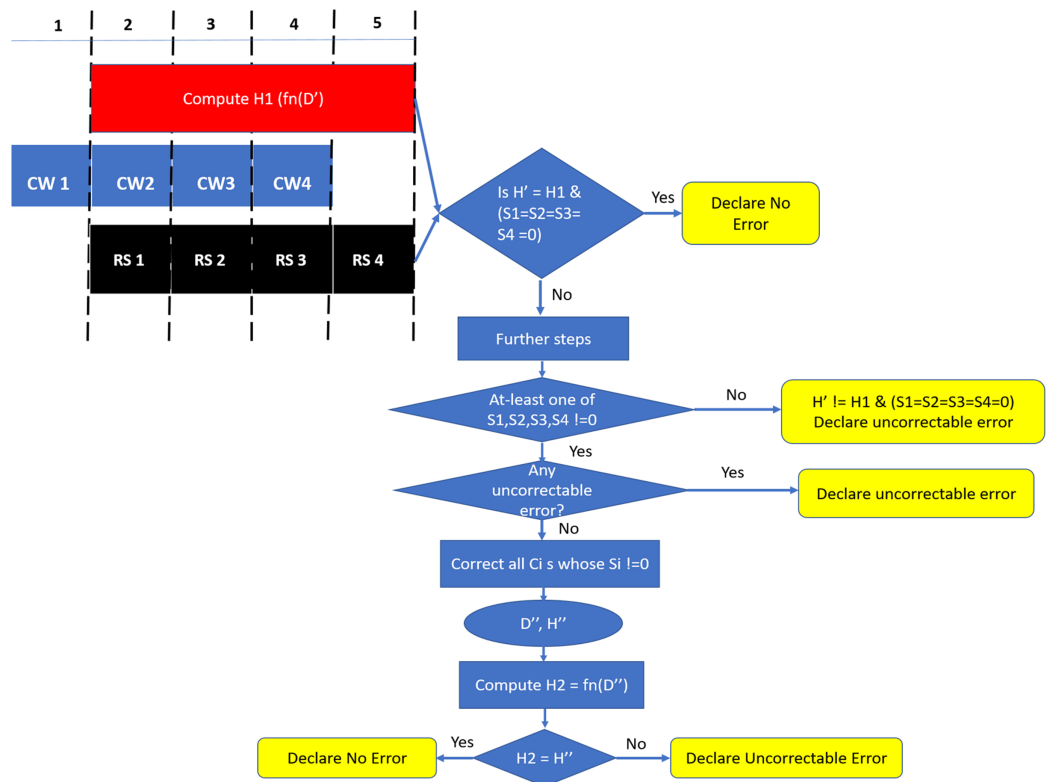 1 2 3 4 5
Compute H1 (fn(D’)
CW 1 CW2 CW3 CW4
RS 1 RS 2 RS 3 RS 4
Is H’ = H1 &
(S1=S2=S3=
S4 =0)
Yes
Declare No
Error
No
Further steps
At-least one of
S1,S2,S3,S4 !=0
No
H’ != H1 & (S1=S2=S3=S4=0)
Declare uncorrectable error
Yes
Any
uncorrectable
error?
Yes
Declare uncorrectable error
No
Correct all Ci s whose Si !=0
D’’, H’’
Compute H2 = fn(D’’)
Declare No Error
Yes
H2 = H’’
No
Declare Uncorrectable Error